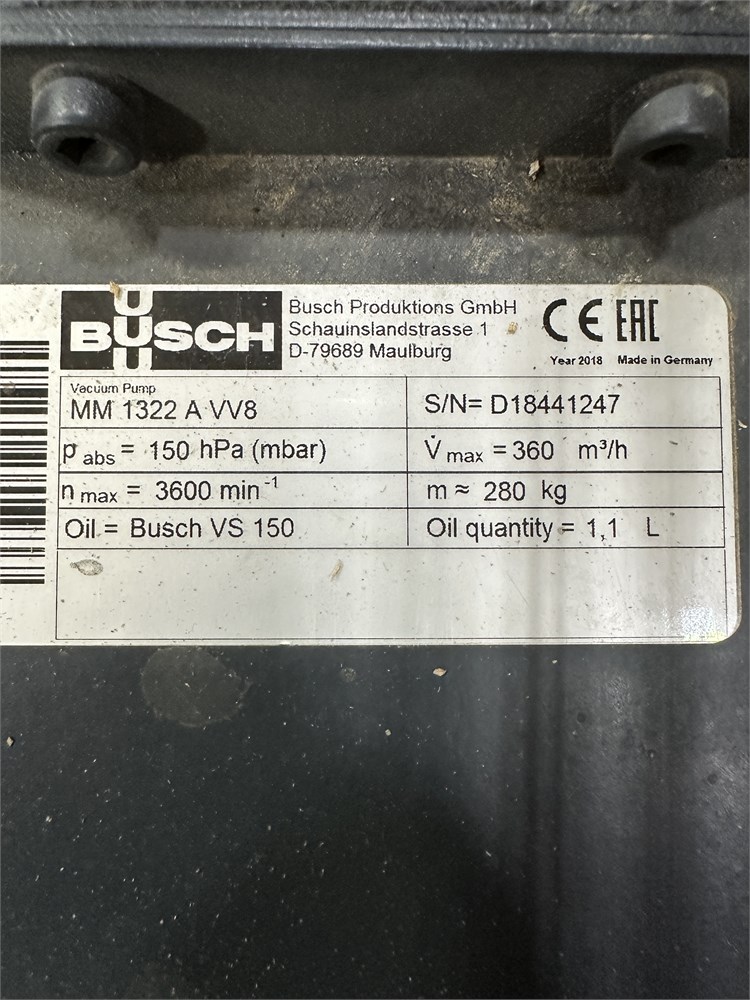 BUSCH
Busch Produktions GmbH
Schauinslandstrasse 1
D-79689 Maulburg
CE EAC
Year 2018 Made in Germany
Vacuum Pump
MM 1322 A VV8
S/N= D18441247
p abs = 150 hPa (mbar)
V̇ max = 360 m³/h
n max = 3600 min⁻¹
m ≈ 280 kg
Oil = Busch VS 150
Oil quantity = 1,1 L